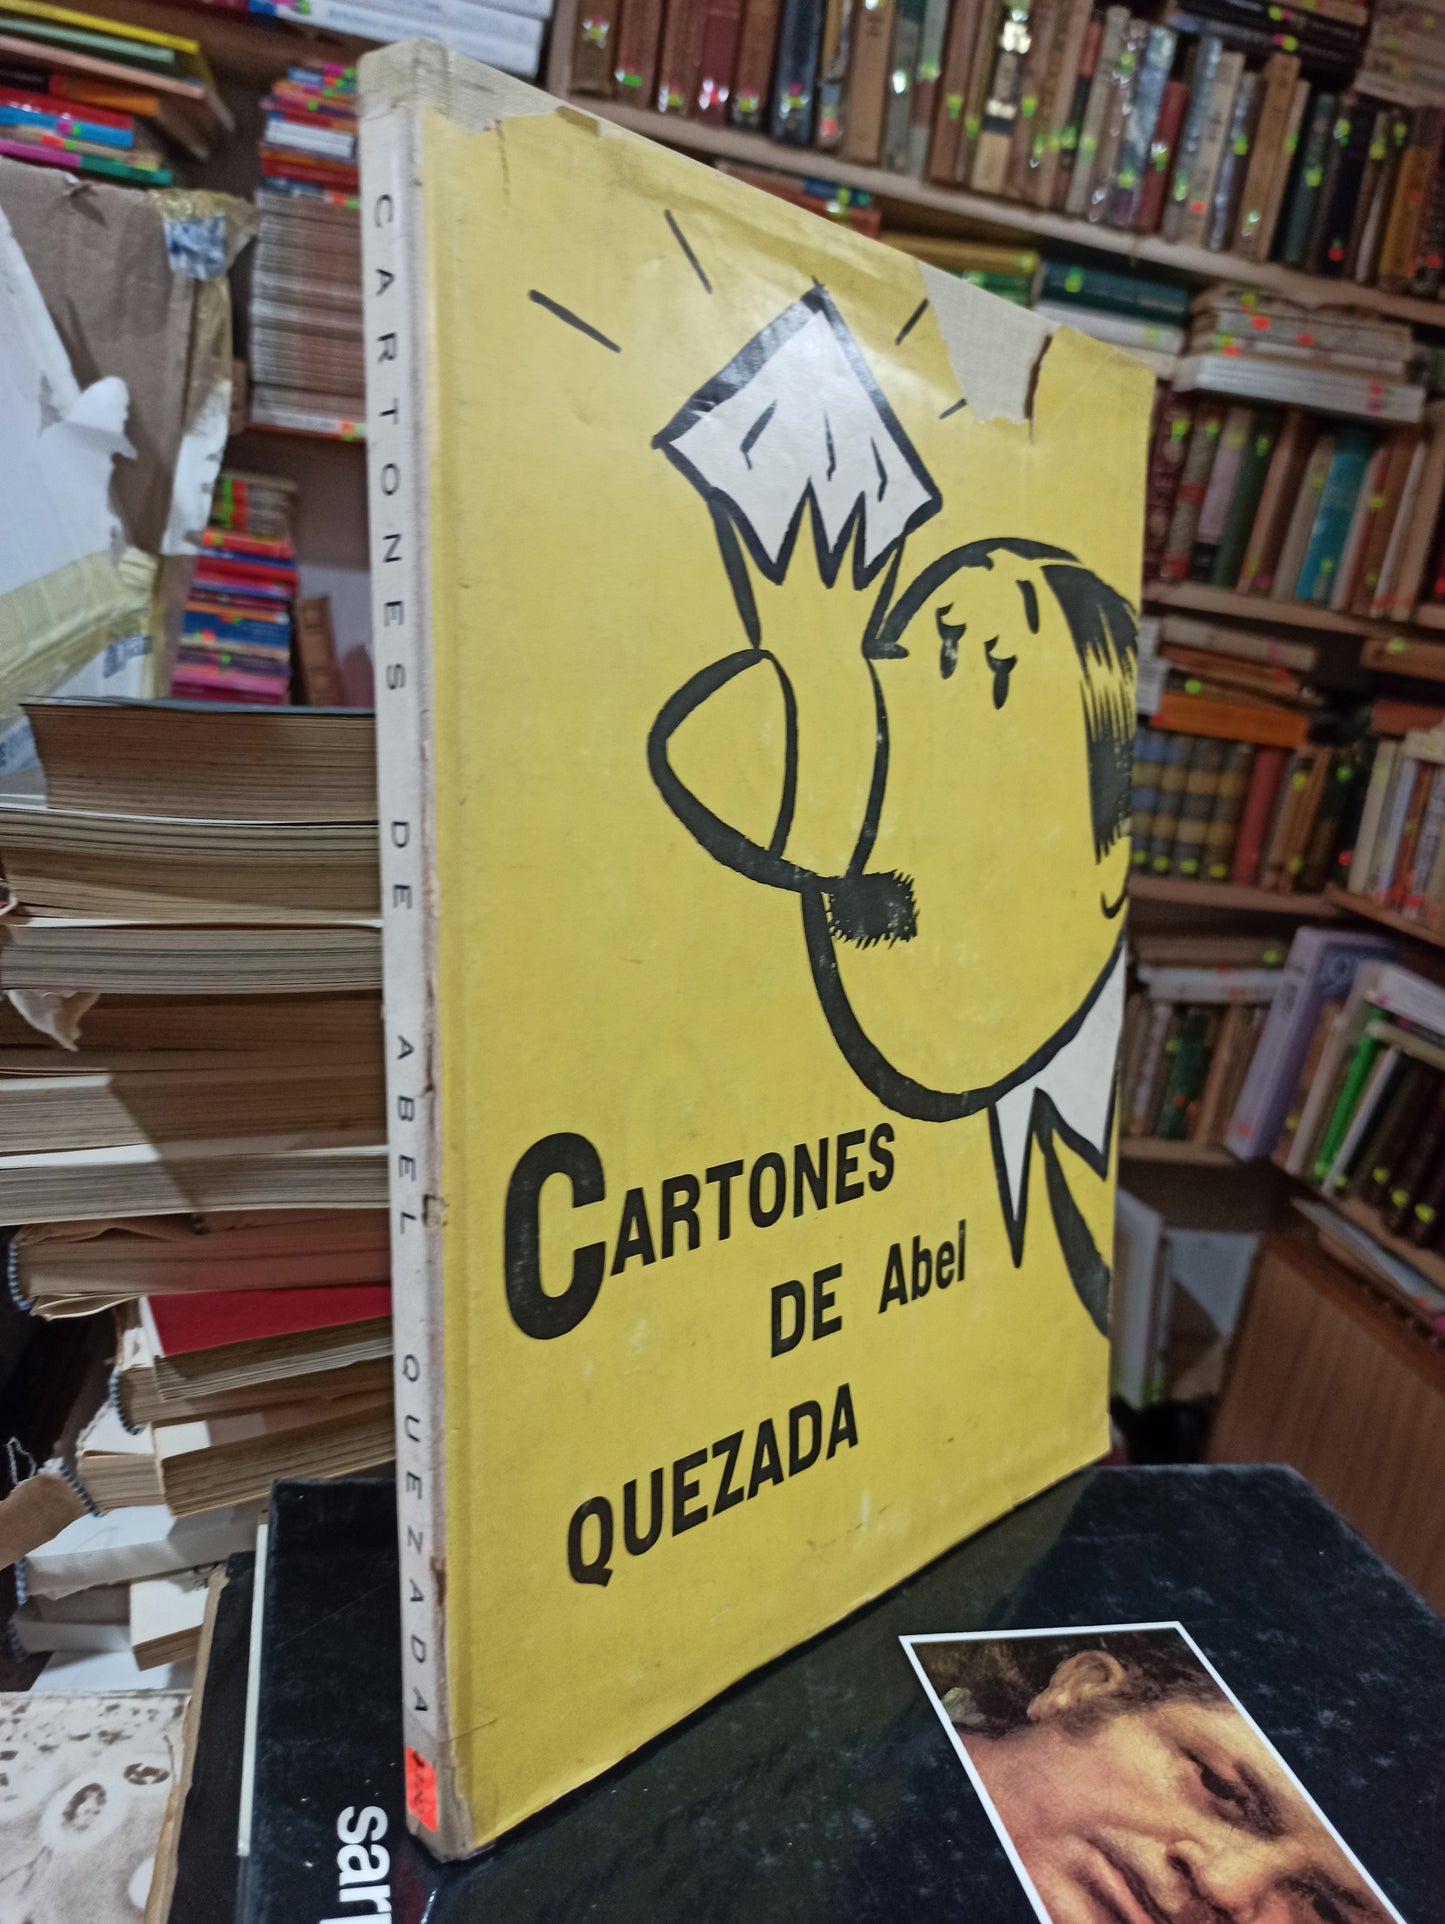 CARTONES DE ABEL QUEZADA
CARTONES
DE Abel
QUEZADA
sar